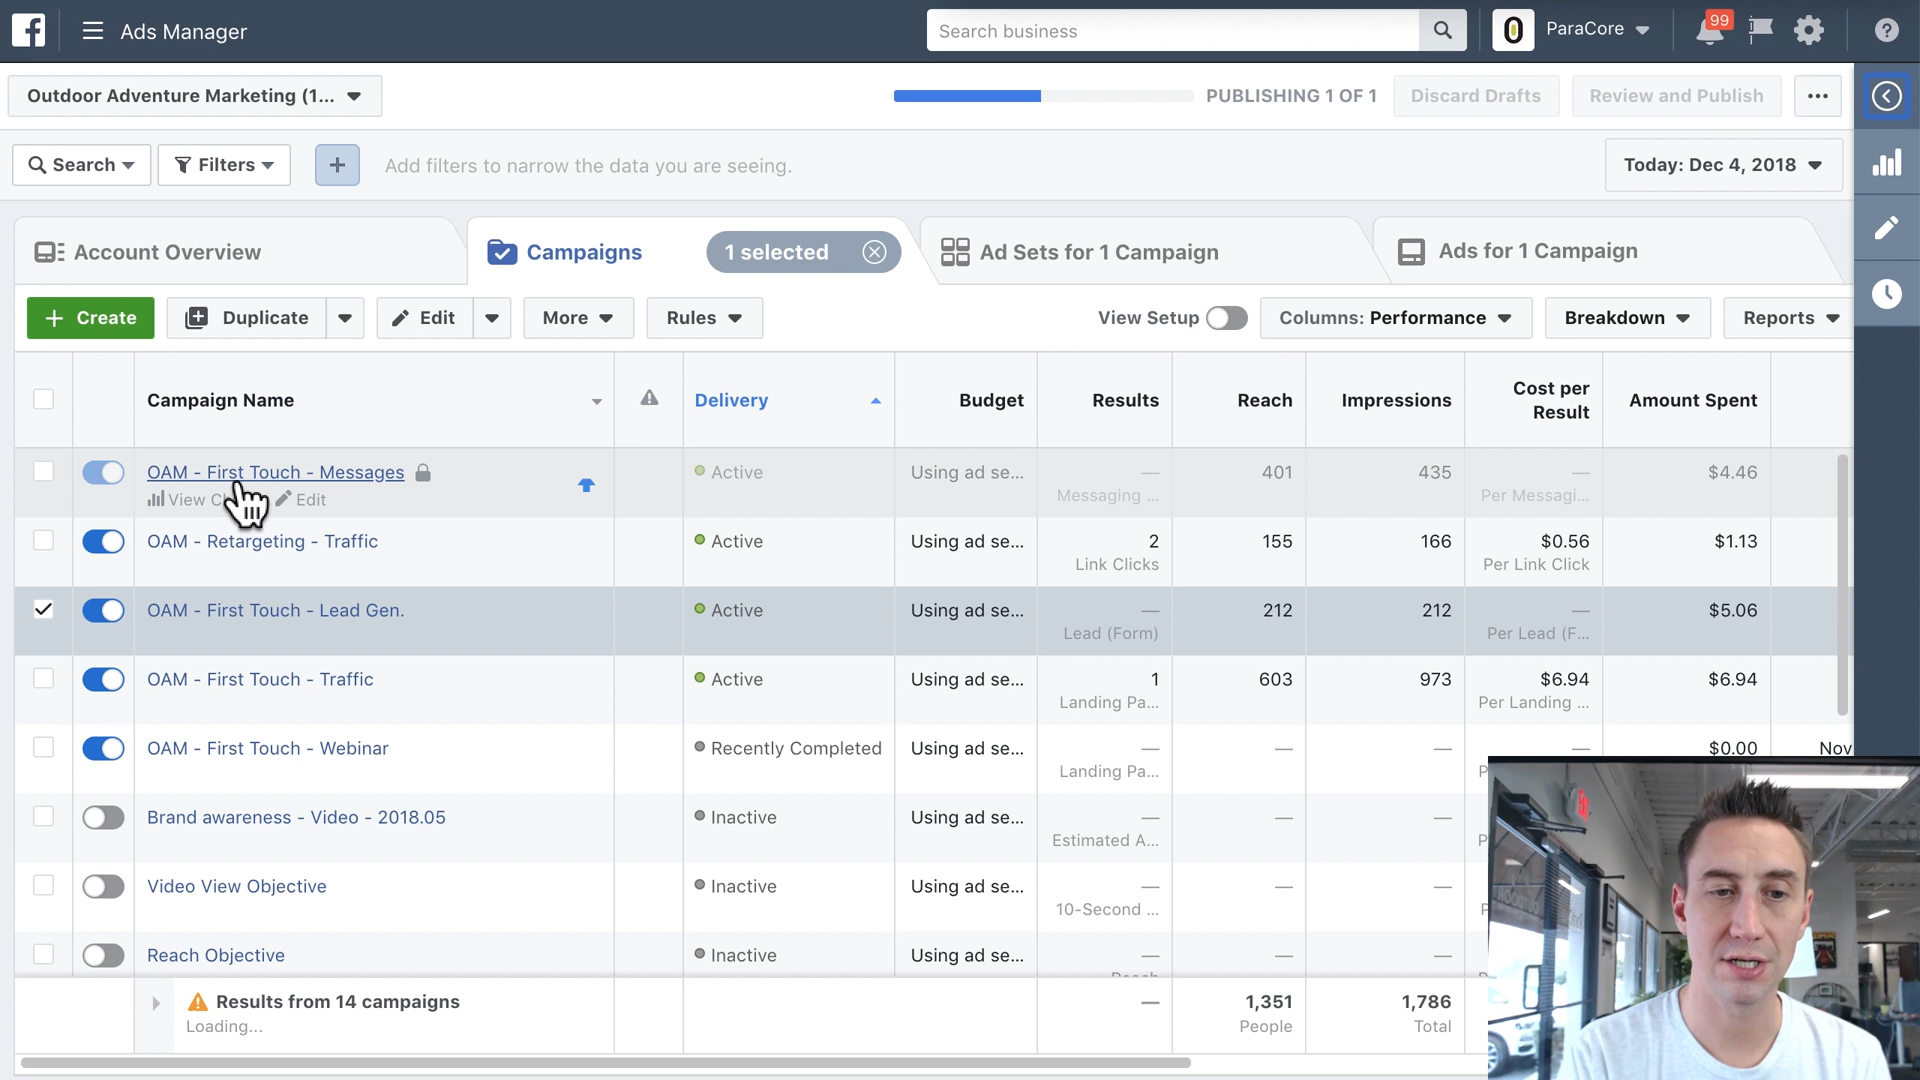 Ads Manager
Search business
ParaCore
99
Outdoor Adventure Marketing (1...
PUBLISHING 1 OF 1
Discard Drafts
Review and Publish
Search
Filters
Add filters to narrow the data you are seeing.
Today: Dec 4, 2018
Account Overview
Campaigns
1 selected
Ad Sets for 1 Campaign
Ads for 1 Campaign
+ Create
Duplicate
Edit
More
Rules
View Setup
Columns: Performance
Breakdown
Reports
Campaign Name
Delivery
Budget
Results
Reach
Impressions
Cost per Result
Amount Spent
OAM - First Touch - Messages
Active
Using ad se...
—
401
435
—
$4.46
View C
Edit
Messaging ...
Per Messagi...
OAM - Retargeting - Traffic
Active
Using ad se...
2
155
166
$0.56
$1.13
Link Clicks
Per Link Click
OAM - First Touch - Lead Gen.
Active
Using ad se...
—
212
212
—
$5.06
Lead (Form)
Per Lead (F...
OAM - First Touch - Traffic
Active
Using ad se...
1
603
973
$6.94
$6.94
Landing Pa...
Per Landing ...
OAM - First Touch - Webinar
Recently Completed
Using ad se...
—
—
—
—
$0.00
Nov
Landing Pa...
Brand awareness - Video - 2018.05
Inactive
Using ad se...
—
—
—
Estimated A...
Video View Objective
Inactive
Using ad se...
—
—
—
10-Second ...
Reach Objective
Inactive
Using ad se...
—
—
—
Reach
Results from 14 campaigns
—
1,351
1,786
Loading...
People
Total